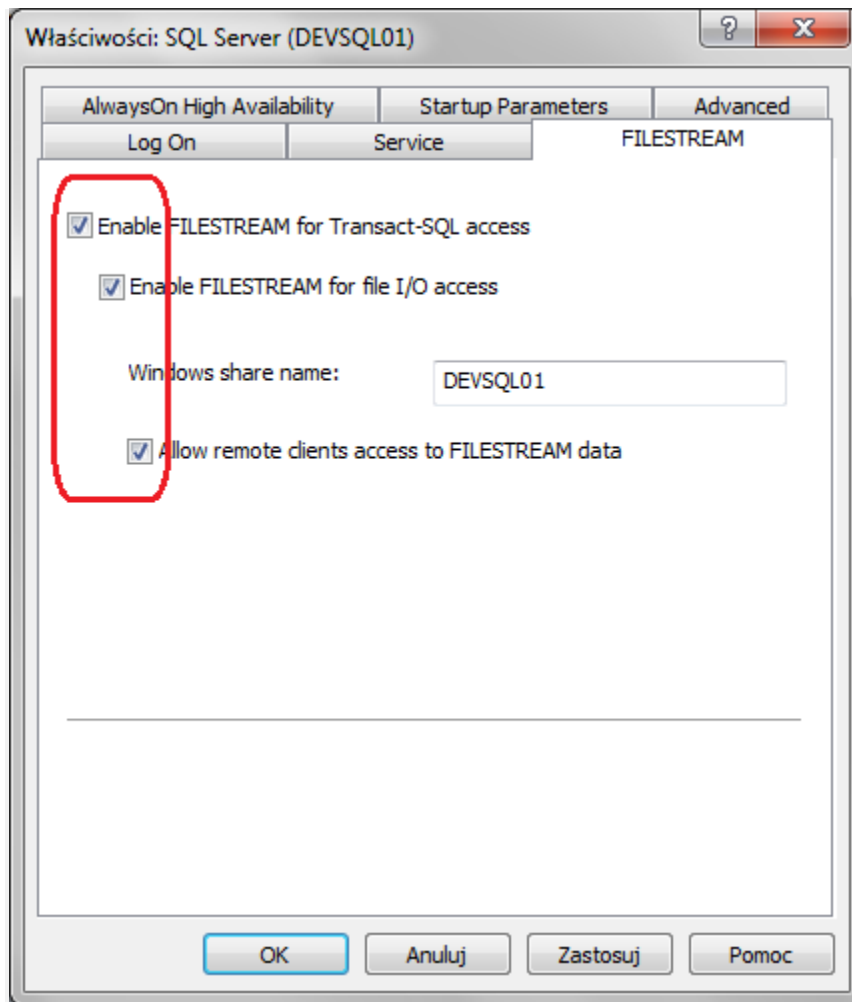 Właściwości: SQL Server (DEVSQL01)
AlwaysOn High Availability Startup Parameters Advanced
Log On Service FILESTREAM
Enable FILESTREAM for Transact-SQL access
Enable FILESTREAM for file I/O access
Windows share name: DEVSQL01
Allow remote clients access to FILESTREAM data
OK Anuluj Zastosuj Pomoc